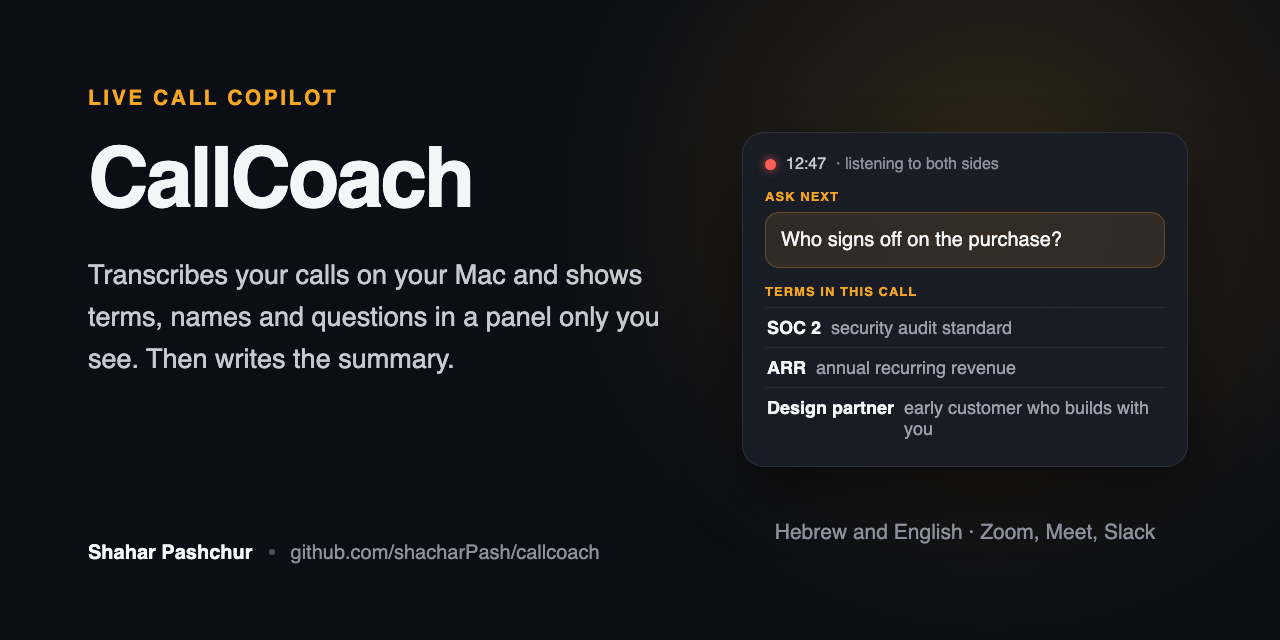 LIVE CALL COPILOT
CallCoach
Transcribes your calls on your Mac and shows
terms, names and questions in a panel only you
see. Then writes the summary.
Shahar Pashchur • github.com/shacharPash/callcoach
12:47 · listening to both sides
ASK NEXT
Who signs off on the purchase?
TERMS IN THIS CALL
SOC 2 security audit standard
ARR annual recurring revenue
Design partner early customer who builds with
you
Hebrew and English · Zoom, Meet, Slack